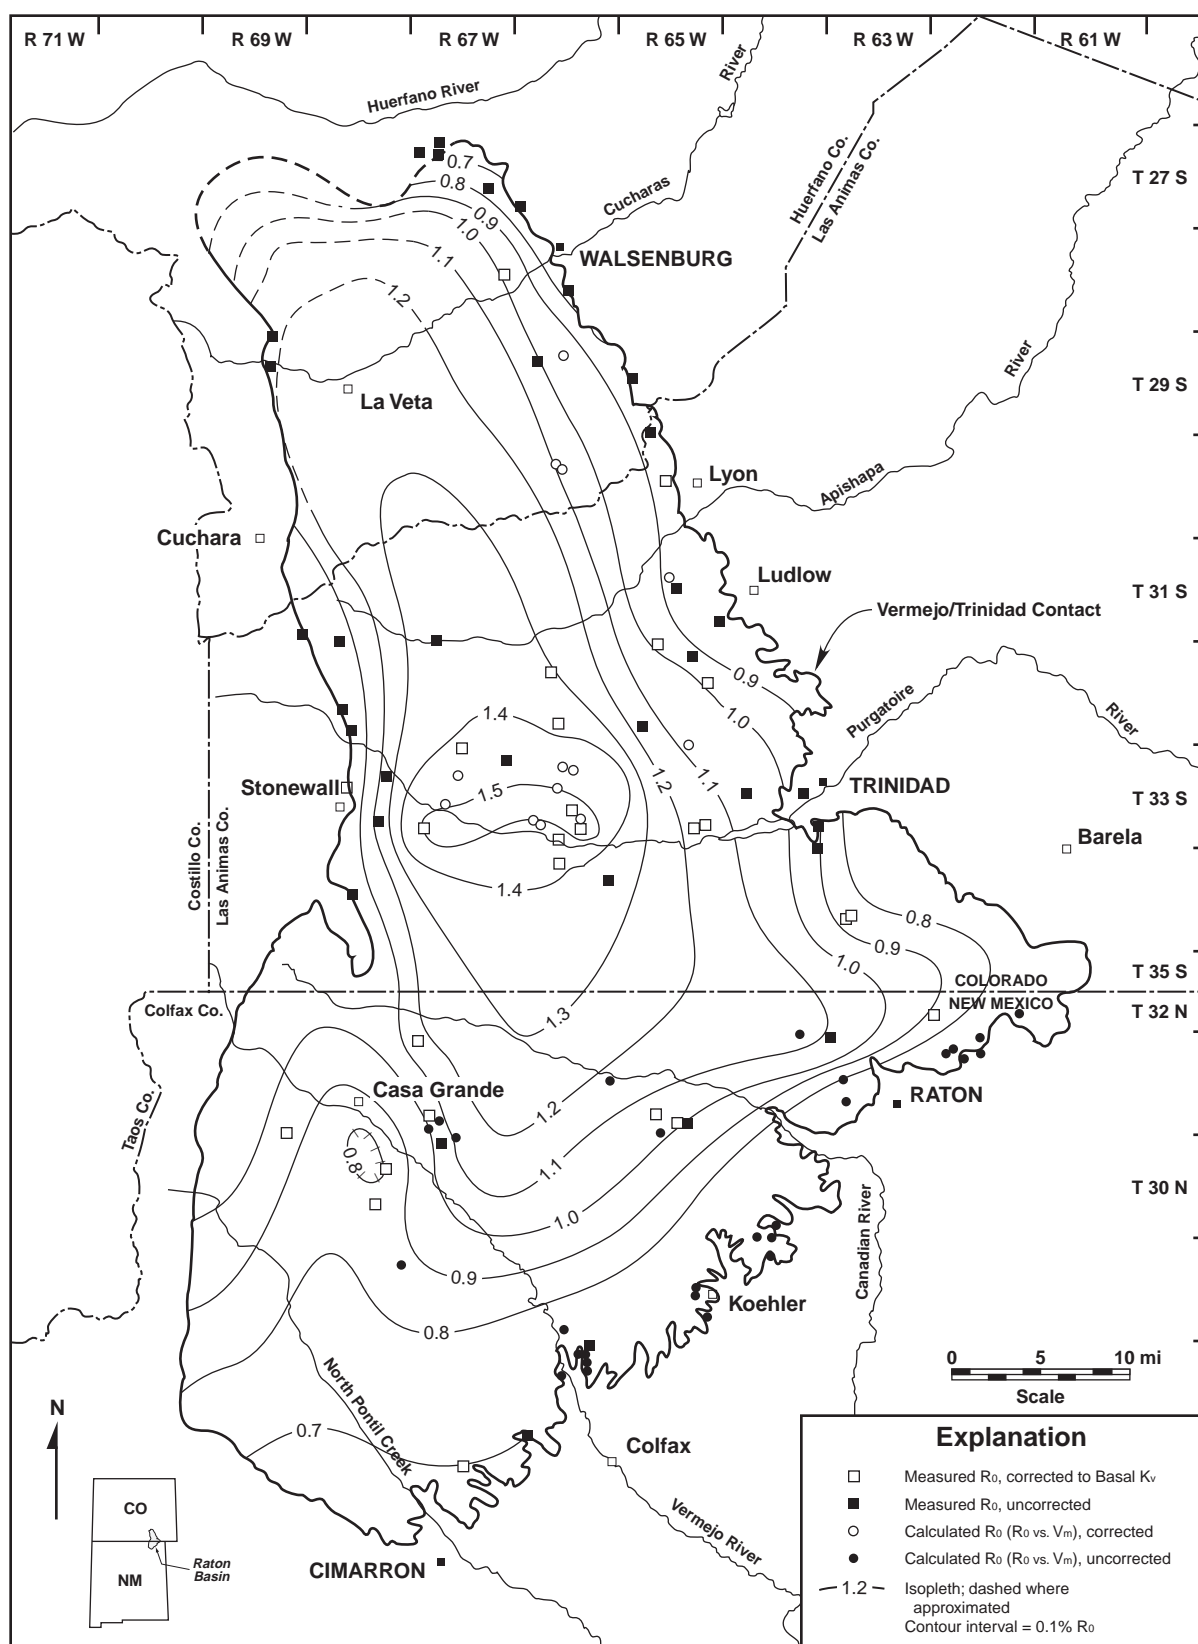 R 71 W
R 69 W
R 67 W
R 65 W
R 63 W
R 61 W
Huerfano River
River
Huerfano Co.
Las Animas Co.
T 27 S
0.7
0.8
0.9
1.0
1.1
1.2
Cucharas
WALSENBURG
River
T 29 S
La Veta
Lyon
Apishapa
Cuchara
Ludlow
T 31 S
Vermejo/Trinidad Contact
0.9
1.0
1.4
Purgatoire
River
1.1
1.2
1.5
Stonewall
TRINIDAD
T 33 S
Barela
Costillo Co.
Las Animas Co.
1.4
0.8
0.9
1.0
T 35 S
COLORADO
NEW MEXICO
Colfax Co.
1.3
T 32 N
Taos Co.
Casa Grande
1.2
RATON
0.8
1.1
T 30 N
1.0
Canadian River
0.9
Koehler
0.8
0 5 10 mi
Scale
North Pontil Creek
N
0.7
Colfax
Vermejo River
CIMARRON
CO
NM
Raton
Basin
Explanation
Measured R0, corrected to Basal Kv
Measured R0, uncorrected
Calculated R0 (R0 vs. Vm), corrected
Calculated R0 (R0 vs. Vm), uncorrected
1.2 Isopleth; dashed where
approximated
Contour interval = 0.1% R0